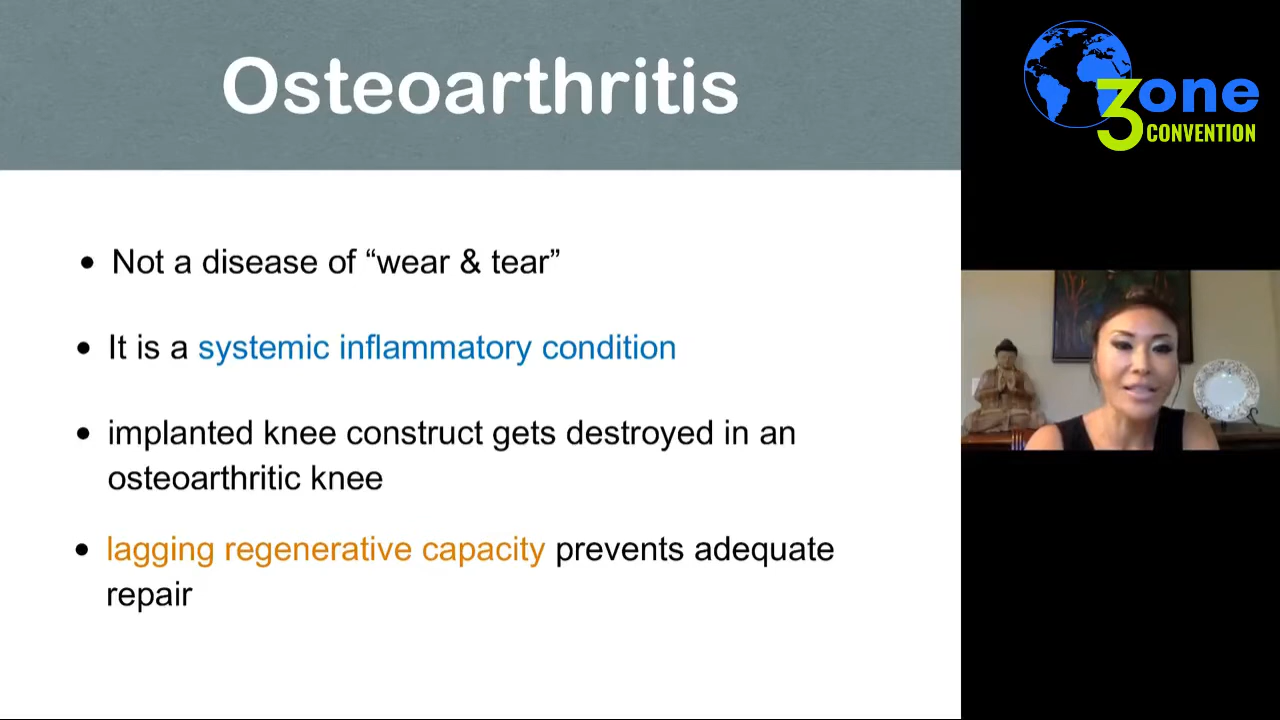 Osteoarthritis
• Not a disease of “wear & tear”
• It is a systemic inflammatory condition
• implanted knee construct gets destroyed in an
osteoarthritic knee
• lagging regenerative capacity prevents adequate
repair
O3zone
CONVENTION